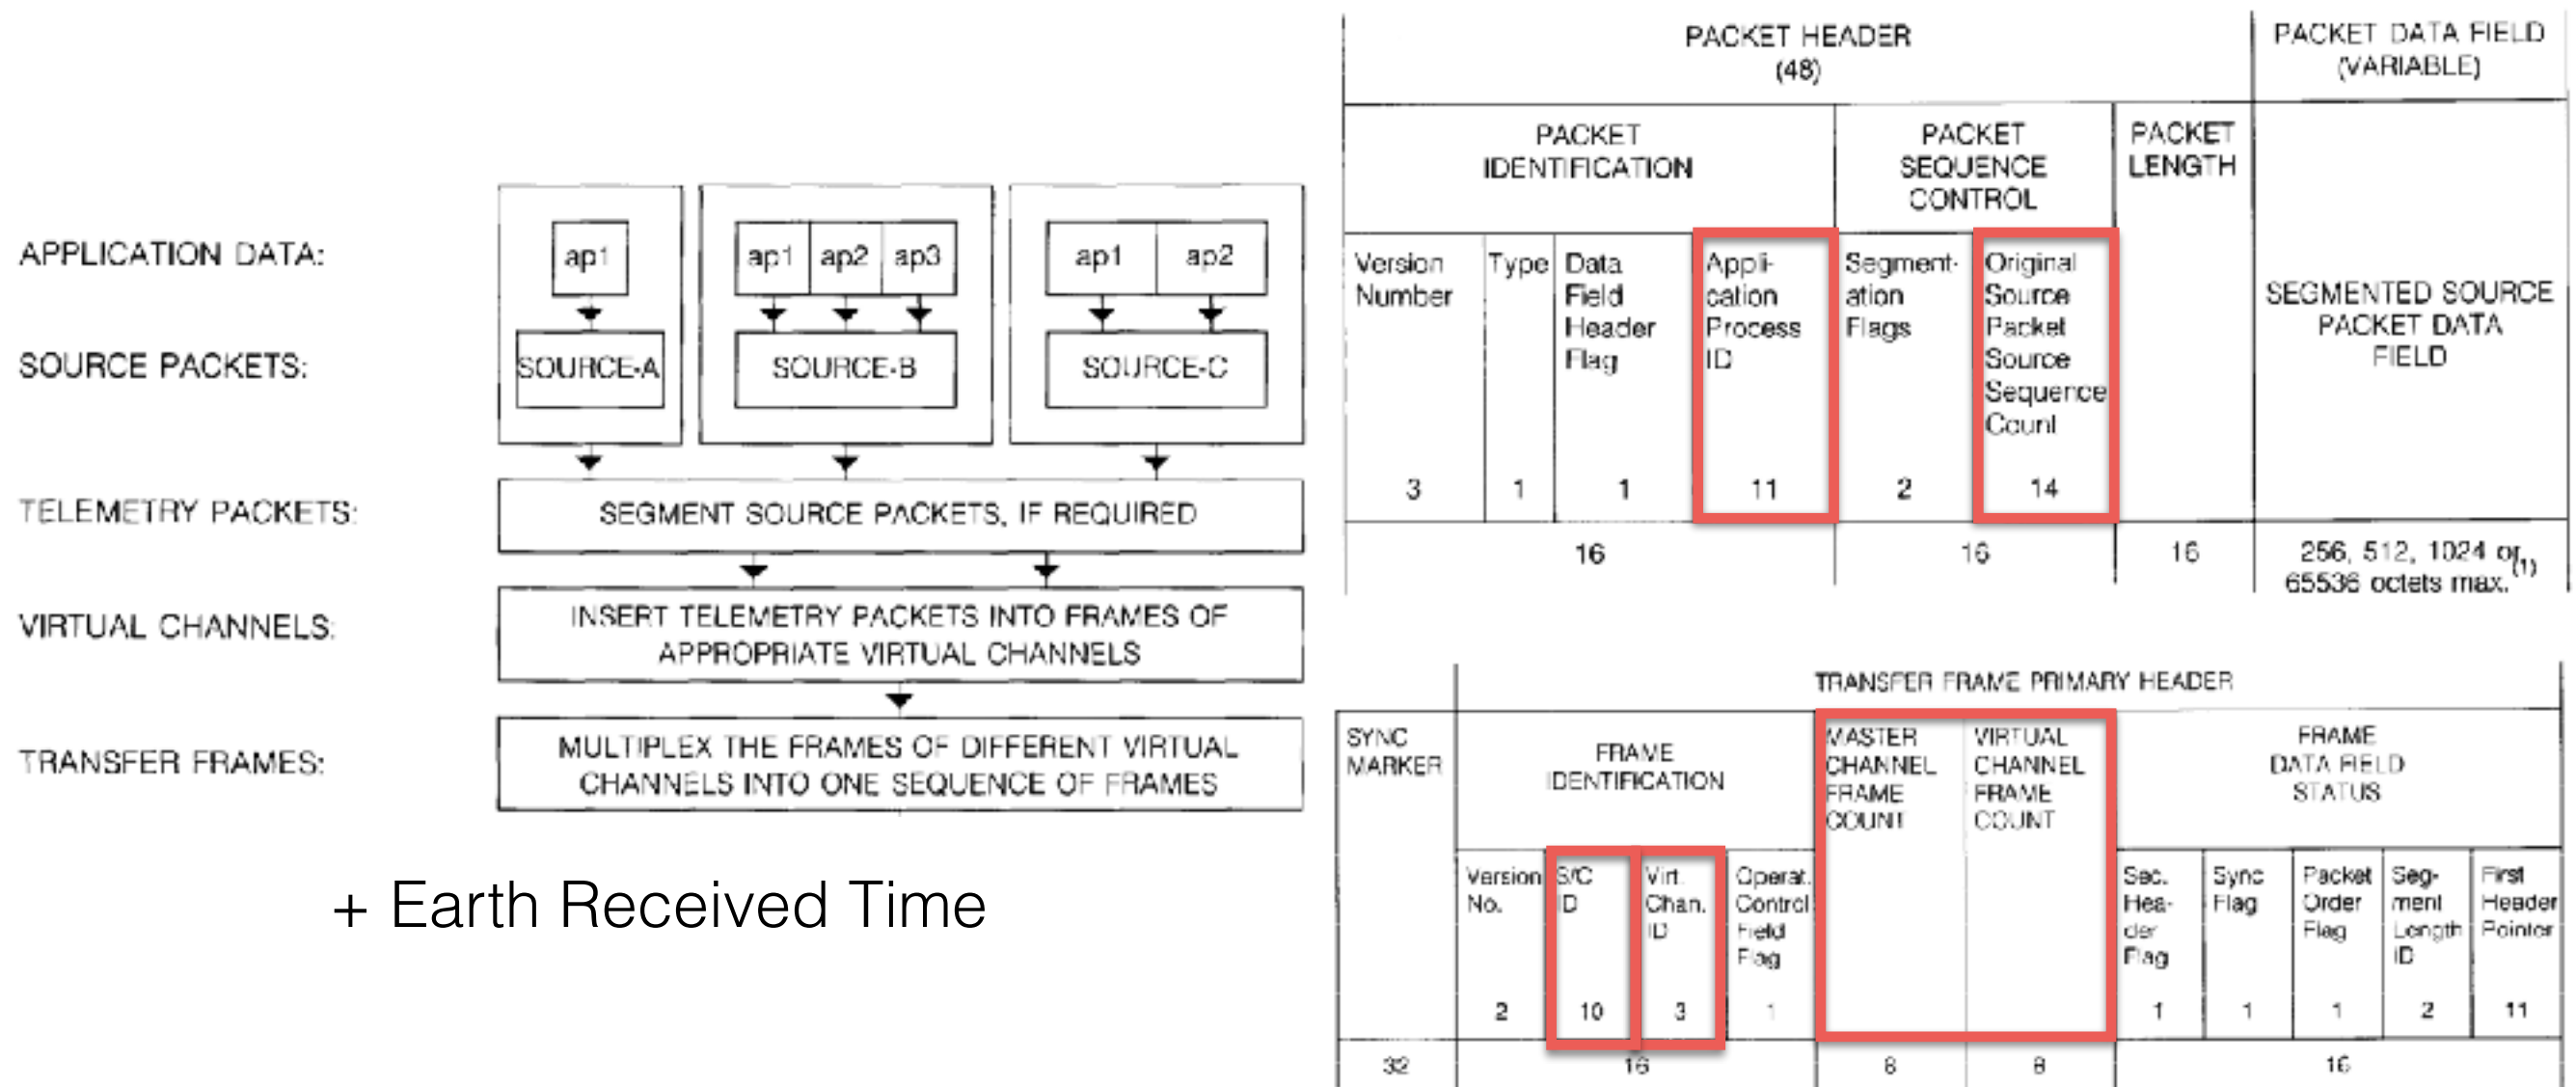 APPLICATION DATA:
ap1
ap1 ap2 ap3
ap1 ap2
SOURCE PACKETS:
SOURCE-A
SOURCE-B
SOURCE-C
TELEMETRY PACKETS:
SEGMENT SOURCE PACKETS, IF REQUIRED
VIRTUAL CHANNELS:
INSERT TELEMETRY PACKETS INTO FRAMES OF
APPROPRIATE VIRTUAL CHANNELS
TRANSFER FRAMES:
MULTIPLEX THE FRAMES OF DIFFERENT VIRTUAL
CHANNELS INTO ONE SEQUENCE OF FRAMES
+ Earth Received Time
PACKET HEADER
(48)
PACKET DATA FIELD
(VARIABLE)
PACKET
IDENTIFICATION
PACKET
SEQUENCE
CONTROL
PACKET
LENGTH
Version
Number
3
Type
1
Data
Field
Header
Flag
1
Appli-
cation
Process
ID
11
Segment-
ation
Flags
2
Original
Source
Packet
Source
Sequence
Count
14
SEGMENTED SOURCE
PACKET DATA
FIELD
16
16
16
256, 512, 1024 or(1)
65536 octets max.
TRANSFER FRAME PRIMARY HEADER
SYNC
MARKER
FRAME
IDENTIFICATION
MASTER
CHANNEL
FRAME
COUNT
VIRTUAL
CHANNEL
FRAME
COUNT
FRAME
DATA FIELD
STATUS
Version
No.
2
S/C
ID
10
Virt.
Chan.
ID
3
Operat.
Control
Field
Flag
1
Sec.
Hea-
der
Flag
1
Sync
Flag
1
Packet
Order
Flag
1
Seg-
ment
Length
ID
2
First
Header
Pointer
11
32
16
8
8
16